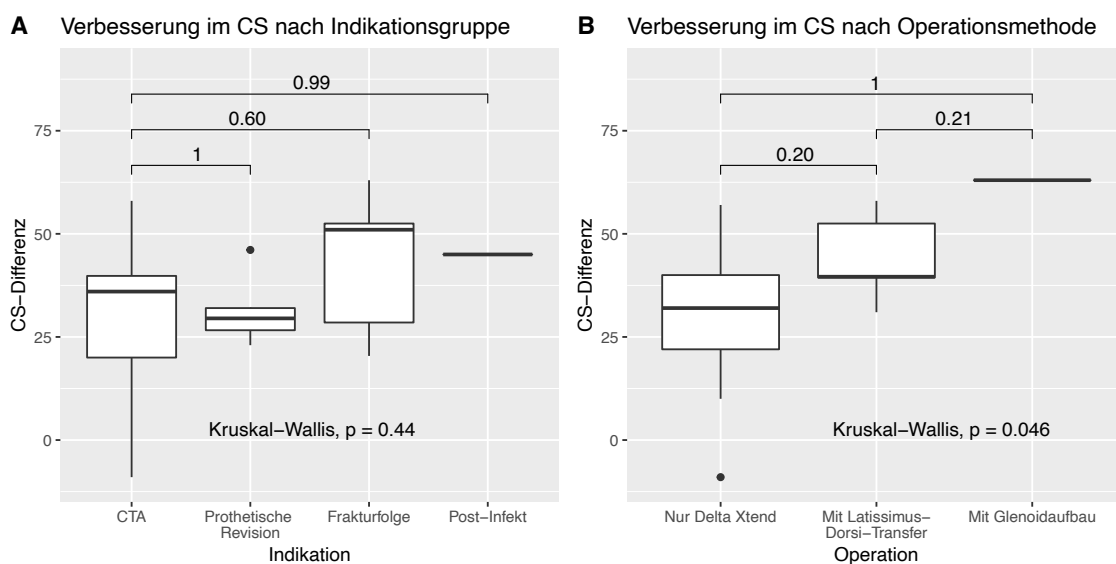 A Verbesserung im CS nach Indikationsgruppe
0.99
0.60
1
75
50
25
0
CS−Differenz
Kruskal−Wallis, p = 0.44
CTA
Prothetische
Revision
Frakturfolge
Post−Infekt
Indikation
B Verbesserung im CS nach Operationsmethode
1
0.21
0.20
75
50
25
0
CS−Differenz
Kruskal−Wallis, p = 0.046
Nur Delta Xtend
Mit Latissimus−
Dorsi−Transfer
Mit Glenoidaufbau
Operation